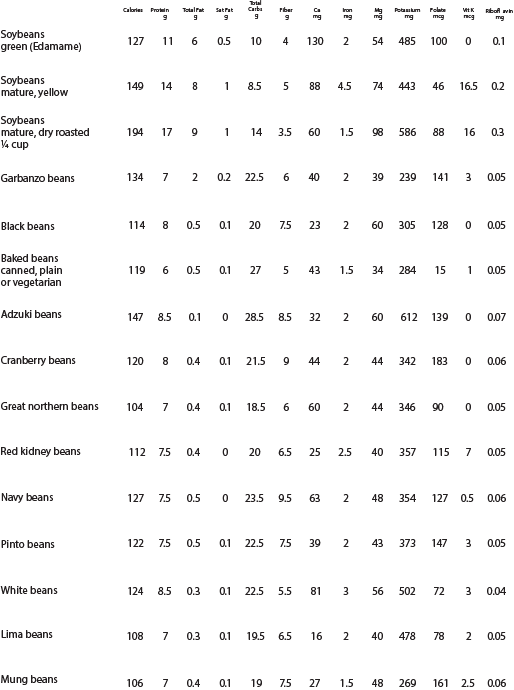 Calories Protein g Total Fat g Sat Fat g Total Carbs g Fiber g Ca mg Iron mg Mg mg Potassium mg Folate mcg Vit K mcg Riboflavin mg
Soybeans
green (Edamame) 127 11 6 0.5 10 4 130 2 54 485 100 0 0.1
Soybeans
mature, yellow 149 14 8 1 8.5 5 88 4.5 74 443 46 16.5 0.2
Soybeans
mature, dry roasted 194 17 9 1 14 3.5 60 1.5 98 586 88 16 0.3
¼ cup
Garbanzo beans 134 7 2 0.2 22.5 6 40 2 39 239 141 3 0.05
Black beans 114 8 0.5 0.1 20 7.5 23 2 60 305 128 0 0.05
Baked beans
canned, plain 119 6 0.5 0.1 27 5 43 1.5 34 284 15 1 0.05
or vegetarian
Adzuki beans 147 8.5 0.1 0 28.5 8.5 32 2 60 612 139 0 0.07
Cranberry beans 120 8 0.4 0.1 21.5 9 44 2 44 342 183 0 0.06
Great northern beans 104 7 0.4 0.1 18.5 6 60 2 44 346 90 0 0.05
Red kidney beans 112 7.5 0.4 0 20 6.5 25 2.5 40 357 115 7 0.05
Navy beans 127 7.5 0.5 0 23.5 9.5 63 2 48 354 127 0.5 0.06
Pinto beans 122 7.5 0.5 0.1 22.5 7.5 39 2 43 373 147 3 0.05
White beans 124 8.5 0.3 0.1 22.5 5.5 81 3 56 502 72 3 0.04
Lima beans 108 7 0.3 0.1 19.5 6.5 16 2 40 478 78 2 0.05
Mung beans 106 7 0.4 0.1 19 7.5 27 1.5 48 269 161 2.5 0.06